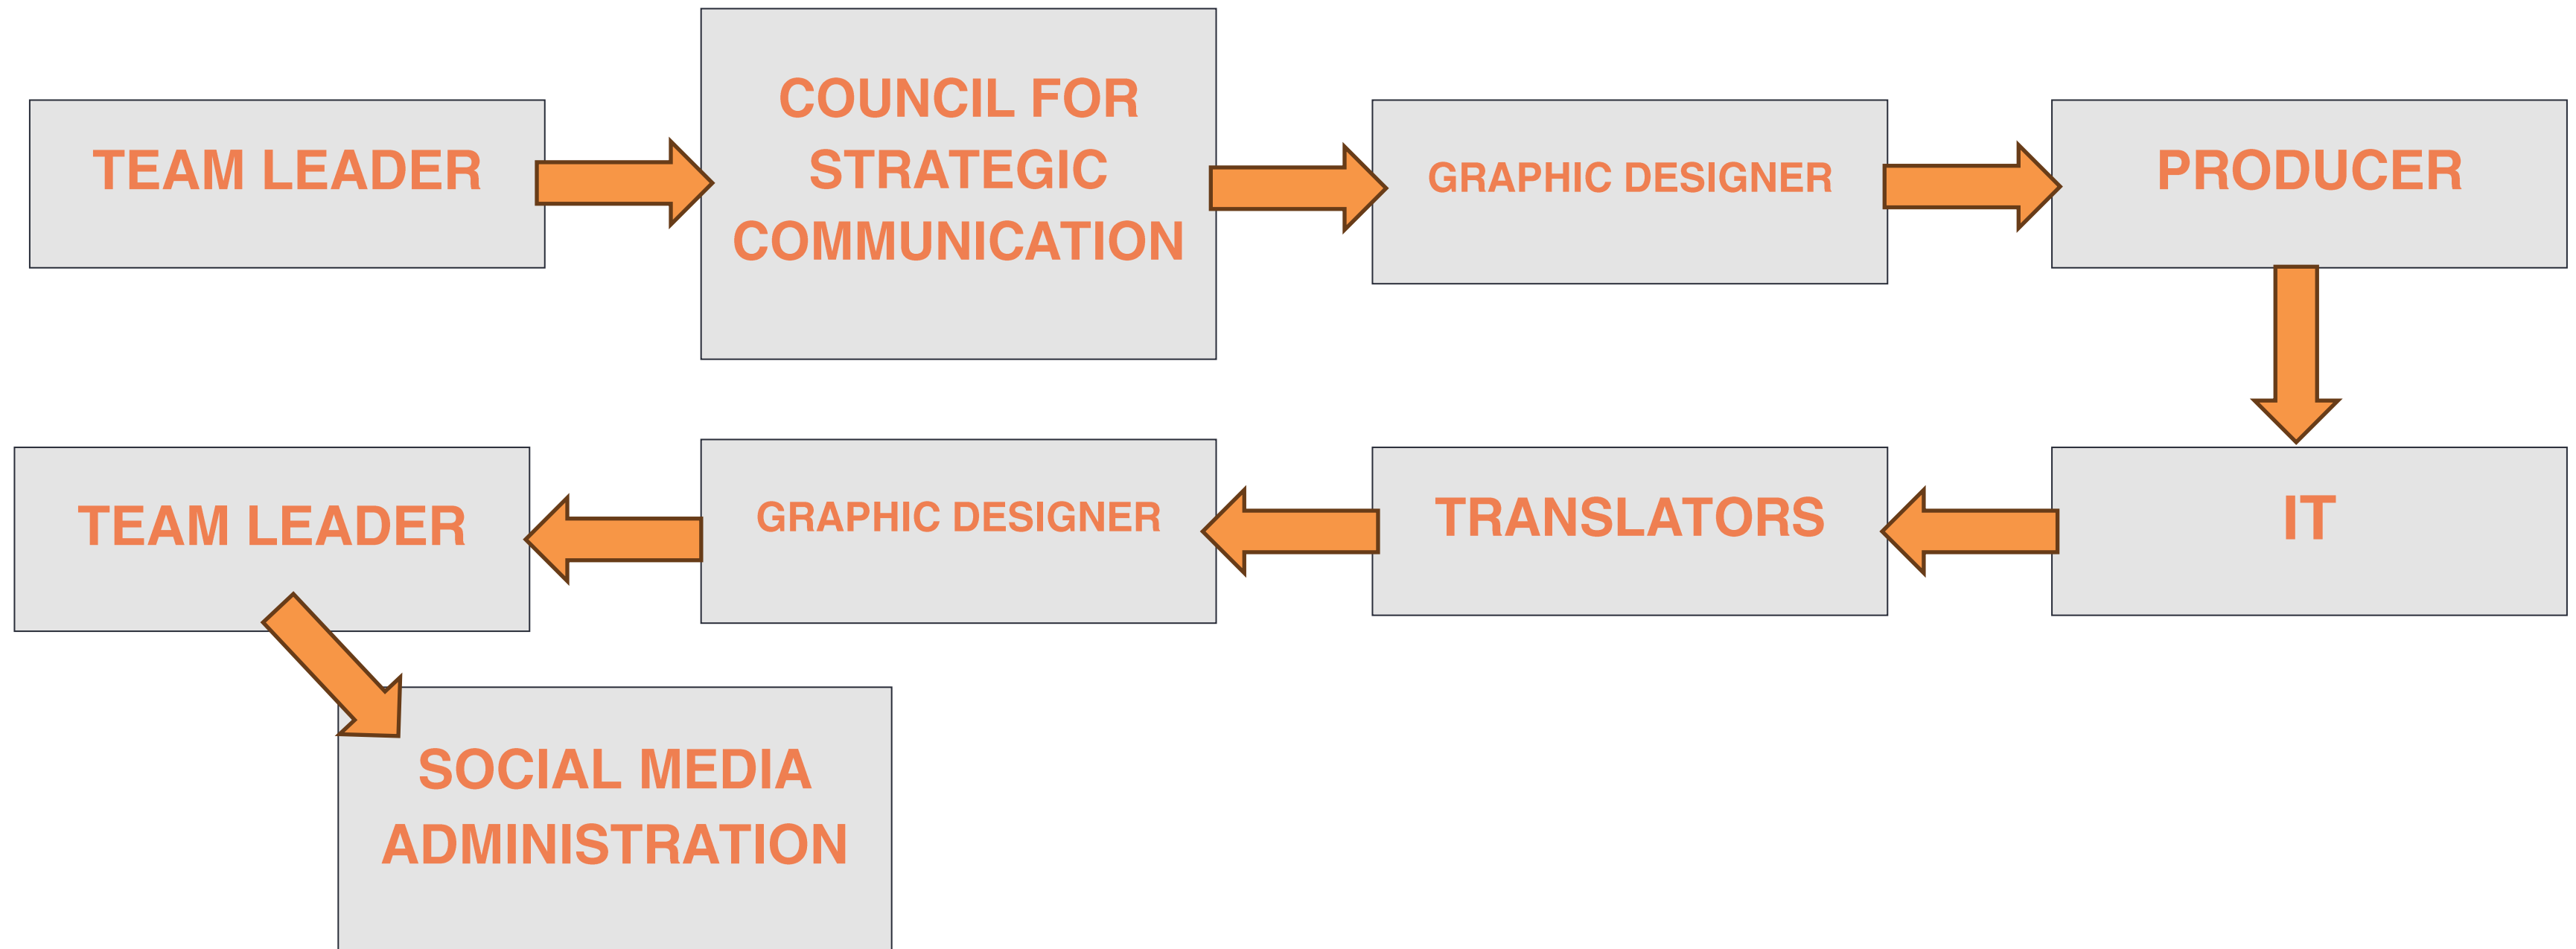 TEAM LEADER
COUNCIL FOR
STRATEGIC
COMMUNICATION
GRAPHIC DESIGNER
PRODUCER
IT
TRANSLATORS
GRAPHIC DESIGNER
TEAM LEADER
SOCIAL MEDIA
ADMINISTRATION